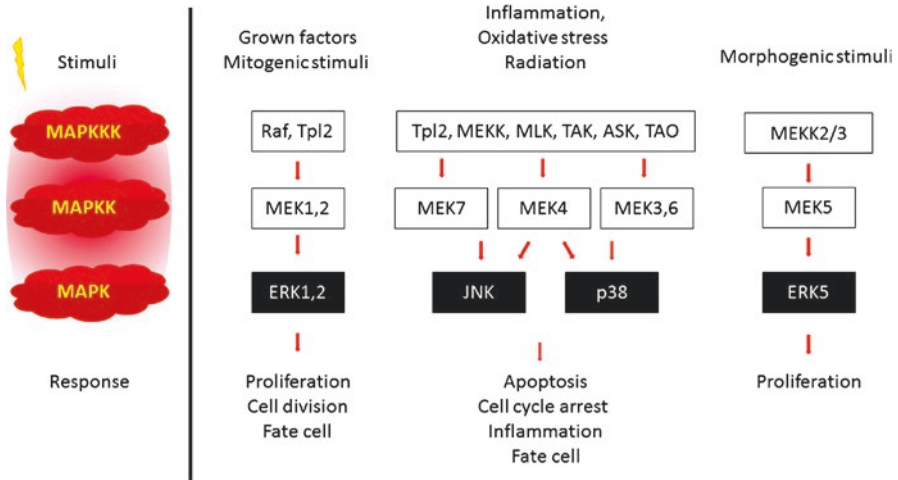 Stimuli
MAPKKK
MAPKK
MAPK
Response
Grown factors
Mitogenic stimuli
Raf, Tpl2
MEK1,2
ERK1,2
Proliferation
Cell division
Fate cell
Inflammation,
Oxidative stress
Radiation
Tpl2, MEKK, MLK, TAK, ASK, TAO
MEK7
MEK4
MEK3,6
JNK
p38
Apoptosis
Cell cycle arrest
Inflammation
Fate cell
Morphogenic stimuli
MEKK2/3
MEK5
ERK5
Proliferation